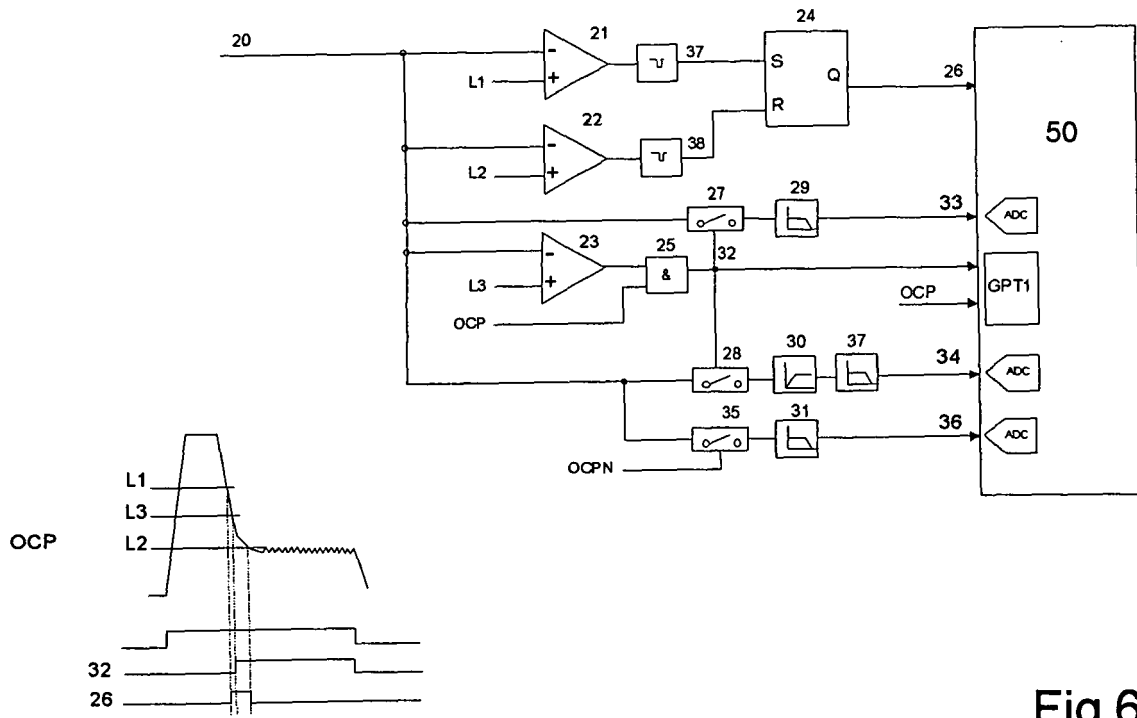 24
20
21
37
S
Q
26
L1
-
+
R
50
22
38
L2
-
+
27
29
33
ADC
23
25
32
-
+
&
L3
GPT1
OCP
OCP
28
30
37
34
ADC
35
31
36
ADC
OCPN
L1
L3
OCP
L2
32
26
Fig 6